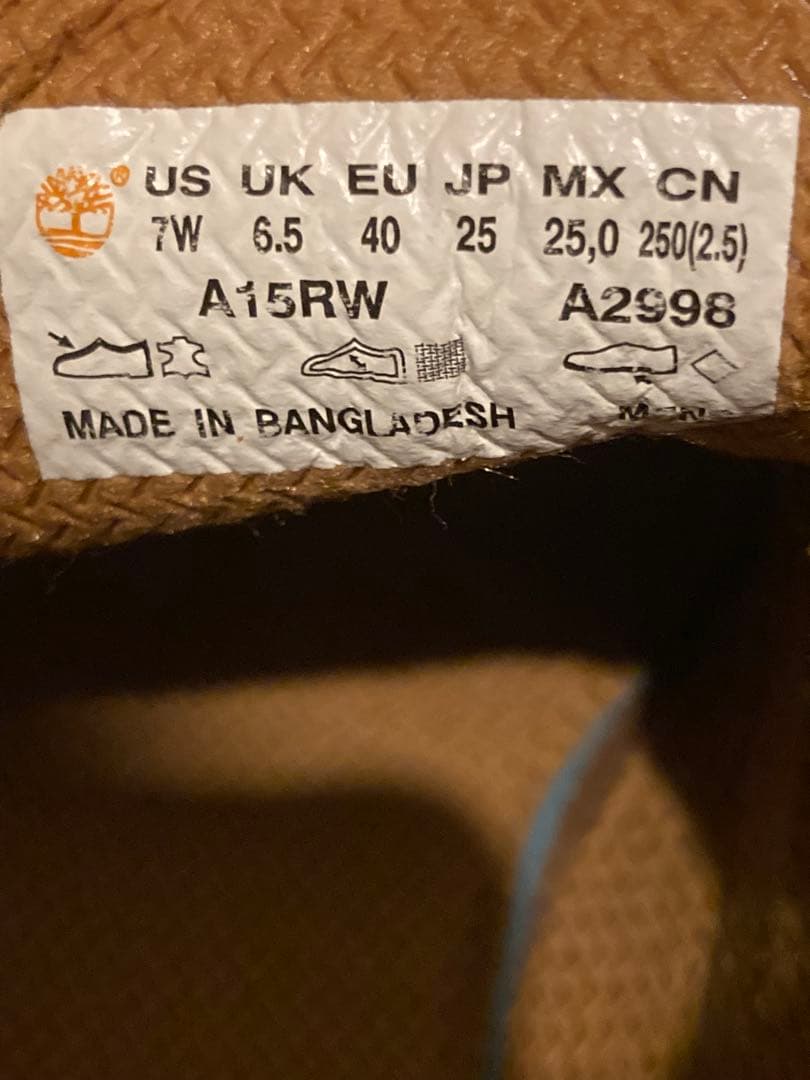 ® US UK EU JP MX CN
7W 6.5 40 25 25,0 250(2.5)
A15RW A2998
MADE IN BANGLADESH